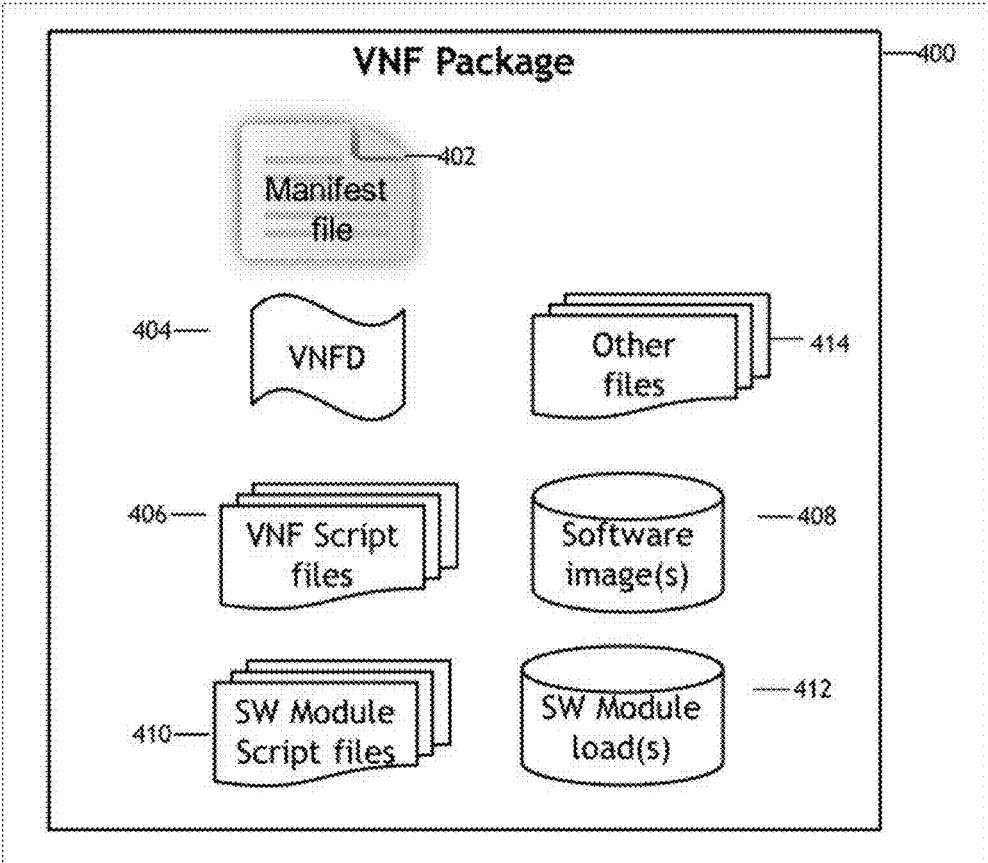 VNF Package
400
402
Manifest
file
404
VNFD
Other
files
414
406
VNF Script
files
Software
image(s)
408
410
SW Module
Script files
SW Module
load(s)
412